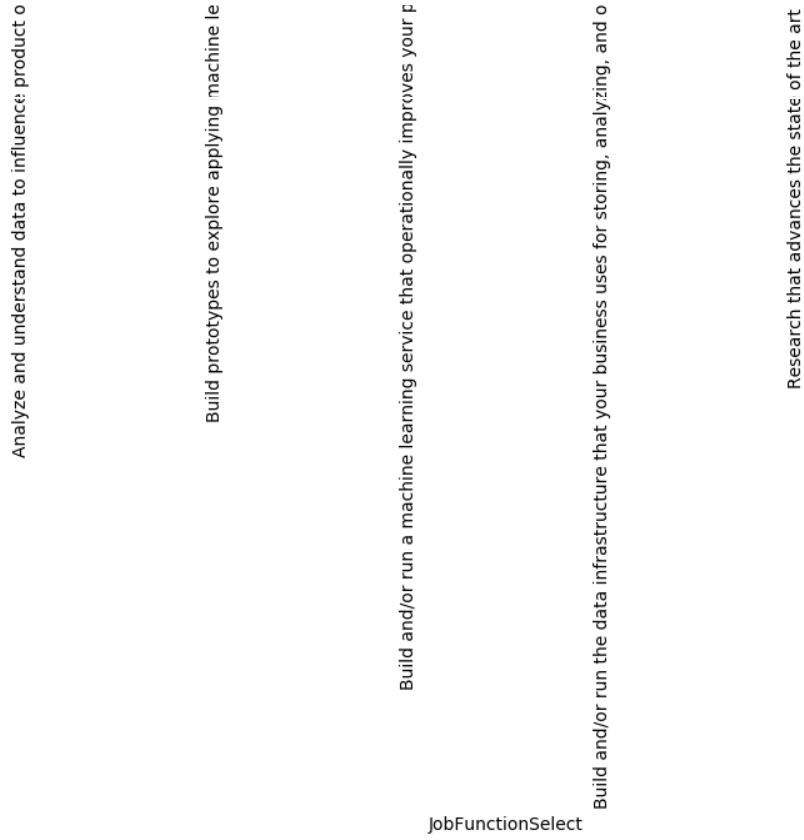 Analyze and understand data to influence product o
Build prototypes to explore applying machine le
Build and/or run a machine learning service that operationally improves your p
Build and/or run the data infrastructure that your business uses for storing, analyzing, and o
Research that advances the state of the art
JobFunctionSelect